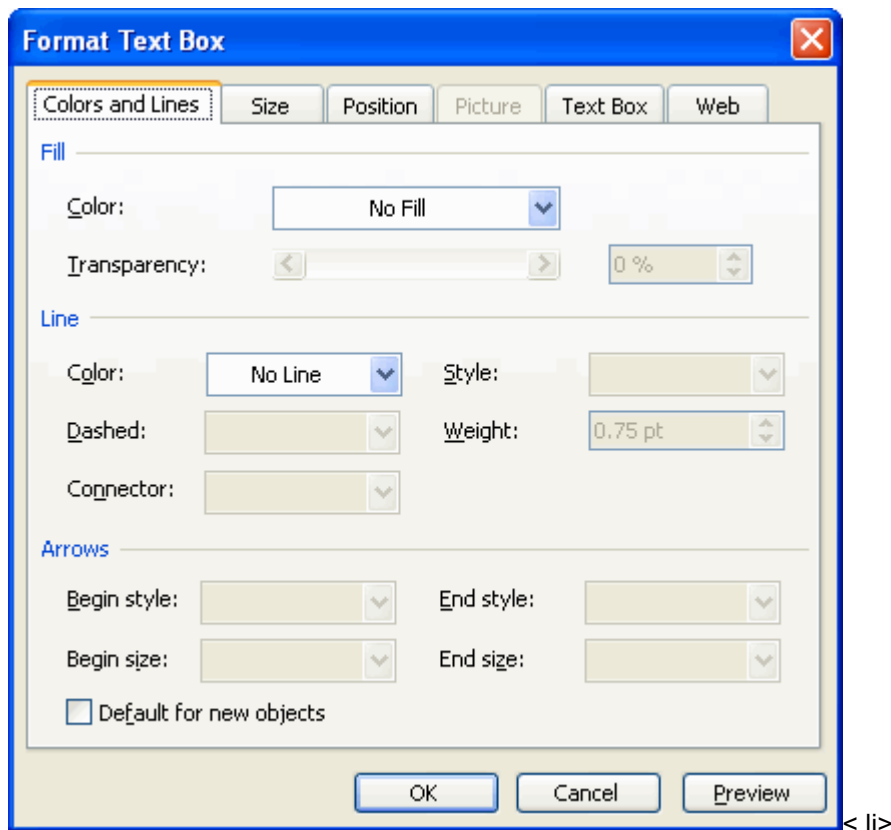 Format Text Box
Colors and Lines Size Position Picture Text Box Web
Fill
Color: No Fill
Transparency: 0 %
Line
Color: No Line Style:
Dashed: Weight: 0.75 pt
Connector:
Arrows
Begin style: End style:
Begin size: End size:
Default for new objects
OK Cancel Preview
< li>